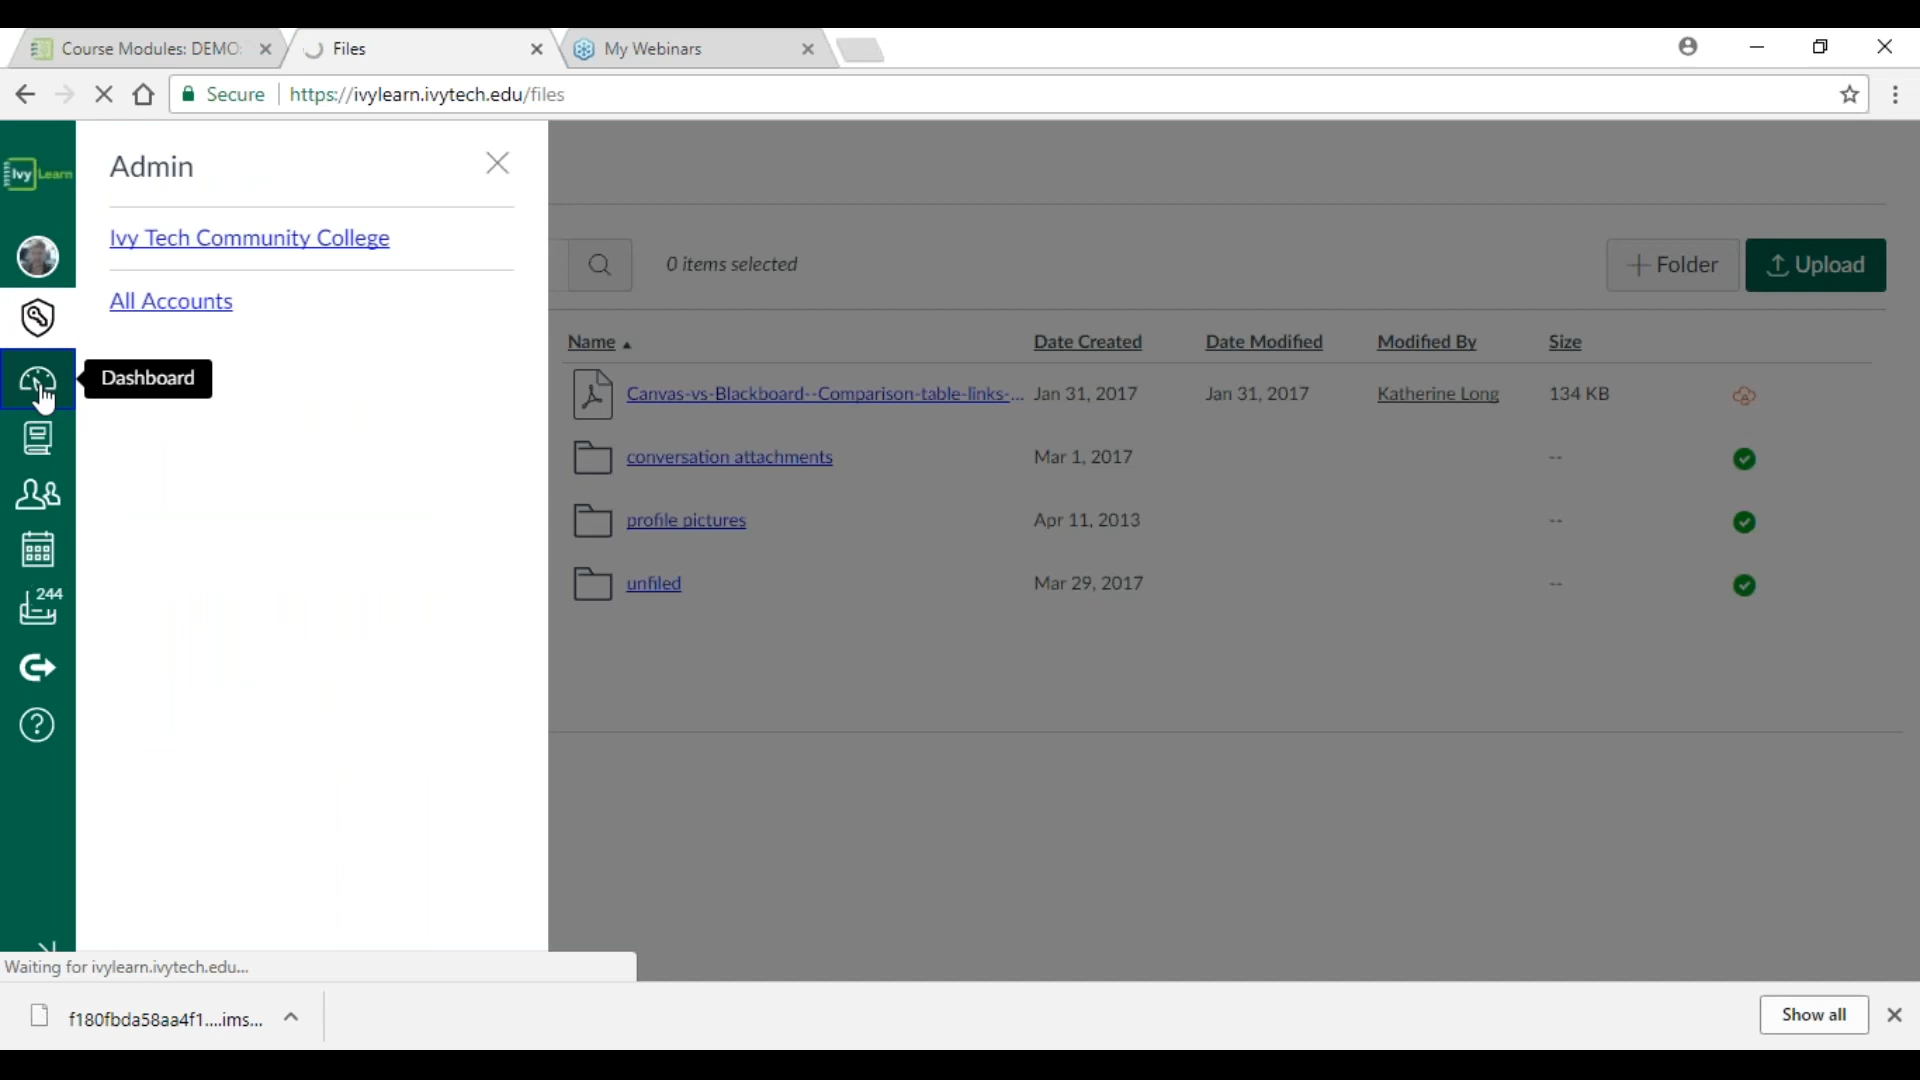 Course Modules: DEMO:
Files
My Webinars
Secure
https://ivylearn.ivytech.edu/files
Ivy Learn
Admin
Ivy Tech Community College
All Accounts
Dashboard
244
0 items selected
Folder
Upload
Name Date Created Date Modified Modified By Size
Canvas-vs-Blackboard--Comparison-table-links-... Jan 31, 2017 Jan 31, 2017 Katherine Long 134 KB
conversation attachments Mar 1, 2017 --
profile pictures Apr 11, 2013 --
unfiled Mar 29, 2017 --
Waiting for ivylearn.ivytech.edu...
f180fbda58aa4f1....ims...
Show all